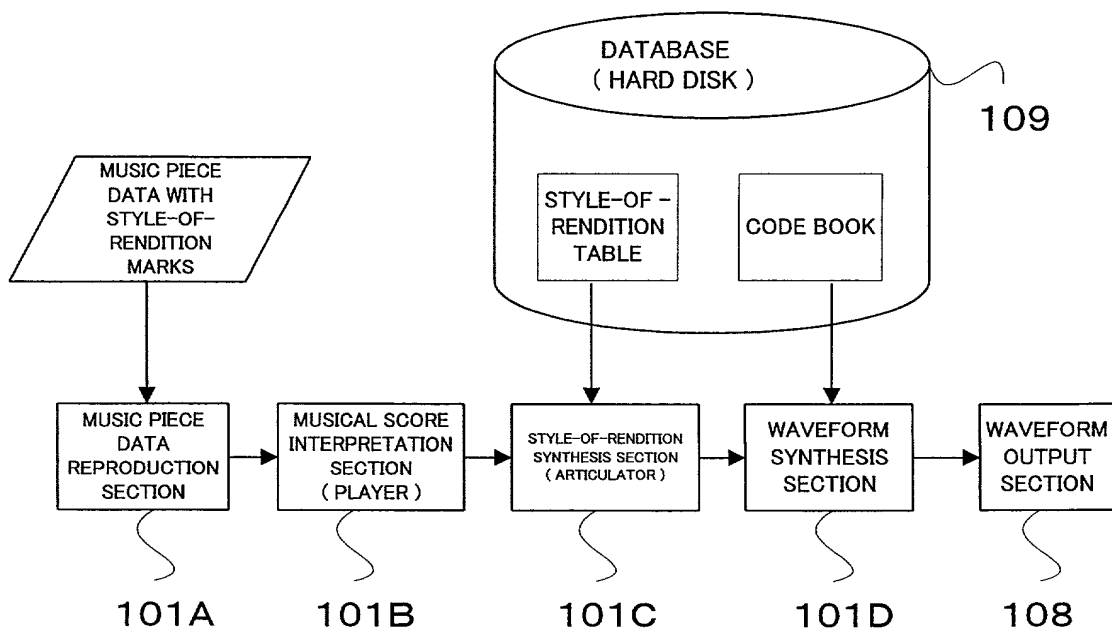 DATABASE
( HARD DISK )
109
MUSIC PIECE
DATA WITH
STYLE-OF-
RENDITION
MARKS
STYLE-OF -
RENDITION
TABLE
CODE BOOK
MUSIC PIECE
DATA
REPRODUCTION
SECTION
MUSICAL SCORE
INTERPRETATION
SECTION
( PLAYER )
STYLE-OF-RENDITION
SYNTHESIS SECTION
( ARTICULATOR )
WAVEFORM
SYNTHESIS
SECTION
WAVEFORM
OUTPUT
SECTION
101A
101B
101C
101D
108